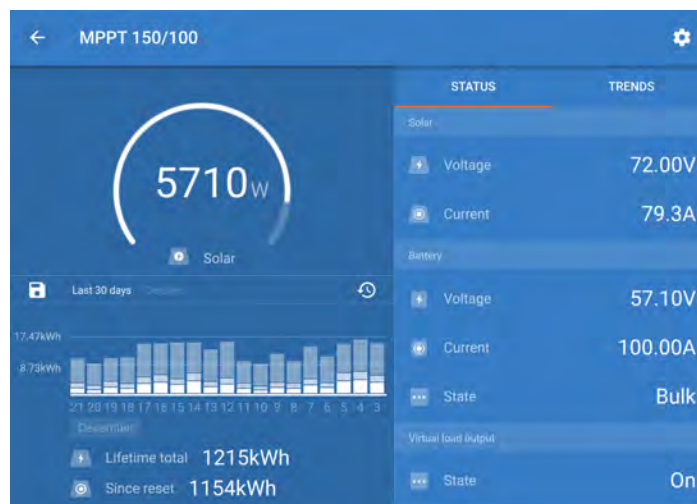 MPPT 150/100
STATUS TRENDS
5710W
Solar
Last 30 days
17.47kWh
8.73kWh
21 20 19 18 17 16 15 14 13 12 11 10 9 8 7 6 5 4 3
December
Lifetime total 1215kWh
Since reset 1154kWh
Solar
Voltage 72.00V
Current 79.3A
Battery
Voltage 57.10V
Current 100.00A
State Bulk
Virtual load output
State On